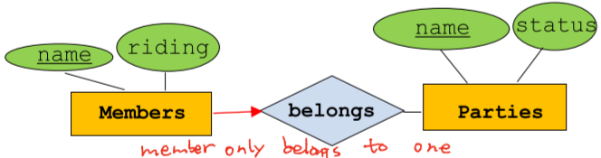 name
riding
name
status
Members
belongs
Parties
member only belongs to one